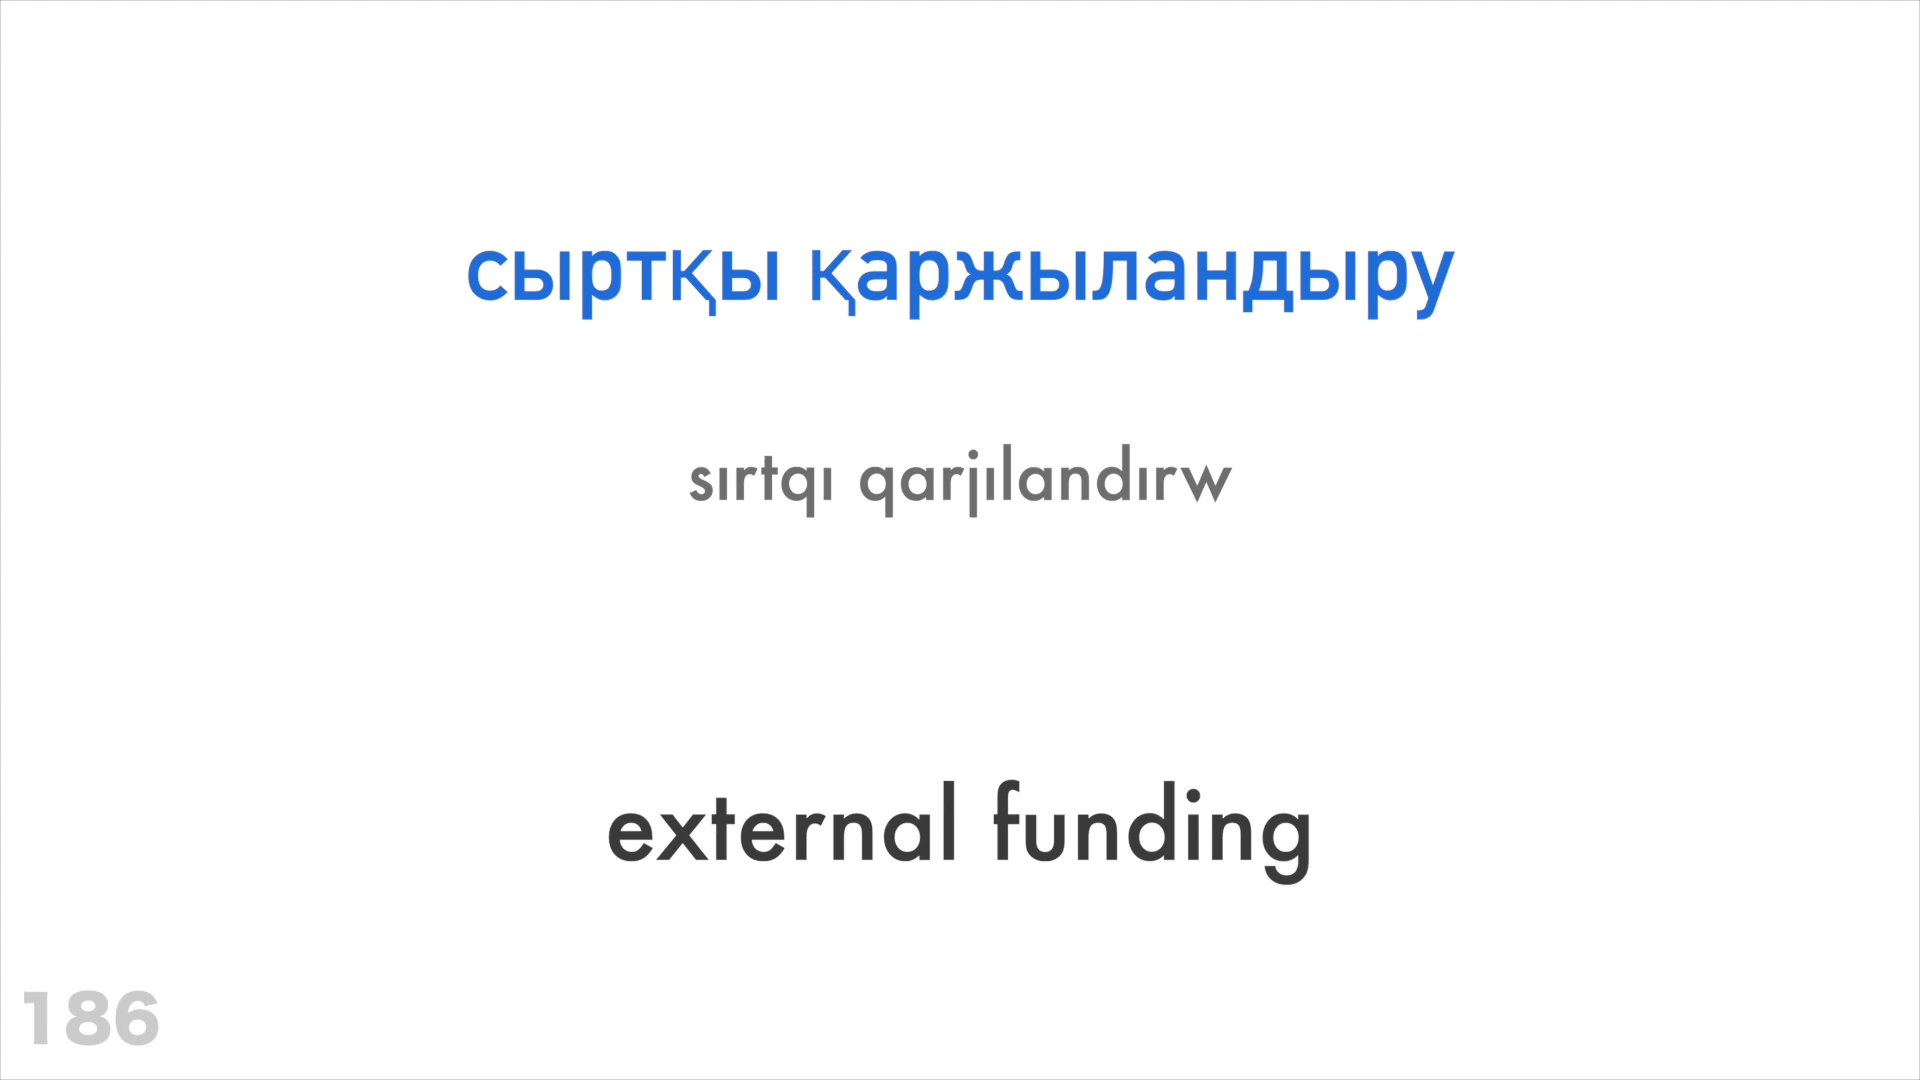 сыртқы қаржыландыру
sırtqı qarjılandırw
external funding
186